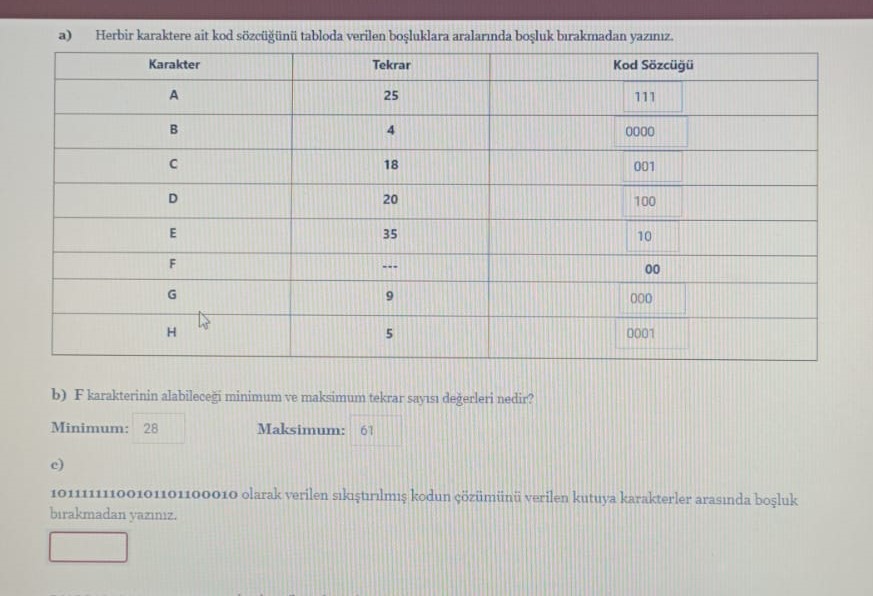 a) Herbir karaktere ait kod sözcüğünü tabloda verilen boşluklara aralarında boşluk bırakmadan yazınız.
Karakter Tekrar Kod Sözcüğü
A 25 111
B 4 0000
C 18 001
D 20 100
E 35 10
F --- 00
G 9 000
H 5 0001
b) F karakterinin alabileceği minimum ve maksimum tekrar sayısı değerleri nedir?
Minimum: 28 Maksimum: 61
c)
1011111110010110110001​0 olarak verilen sıkıştırılmış kodun çözümünü verilen kutuya karakterler arasında boşluk
bırakmadan yazınız.